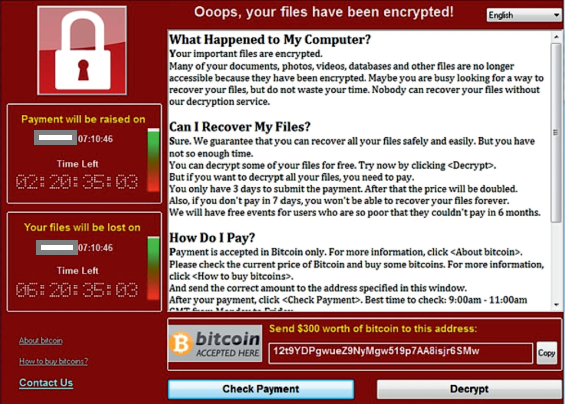 Ooops, your files have been encrypted!
English
What Happened to My Computer?
Your important files are encrypted.
Many of your documents, photos, videos, databases and other files are no longer
accessible because they have been encrypted. Maybe you are busy looking for a way to
recover your files, but do not waste your time. Nobody can recover your files without
our decryption service.
Can I Recover My Files?
Sure. We guarantee that you can recover all your files safely and easily. But you have
not so enough time.
You can decrypt some of your files for free. Try now by clicking <Decrypt>.
But if you want to decrypt all your files, you need to pay.
You only have 3 days to submit the payment. After that the price will be doubled.
Also, if you don't pay in 7 days, you won't be able to recover your files forever.
We will have free events for users who are so poor that they couldn't pay in 6 months.
How Do I Pay?
Payment is accepted in Bitcoin only. For more information, click <About bitcoin>.
Please check the current price of Bitcoin and buy some bitcoins. For more information,
click <How to buy bitcoins>.
And send the correct amount to the address specified in this window.
After your payment, click <Check Payment>. Best time to check: 9:00am - 11:00am
GMT from Monday to Friday.
Payment will be raised on
07:10:46
Time Left
02:20:35:03
Your files will be lost on
07:10:46
Time Left
06:20:35:03
About bitcoin
How to buy bitcoins?
Contact Us
bitcoin
ACCEPTED HERE
Send $300 worth of bitcoin to this address:
12t9YDPgwueZ9NyMgw519p7AA8isjr6SMw
Copy
Check Payment
Decrypt